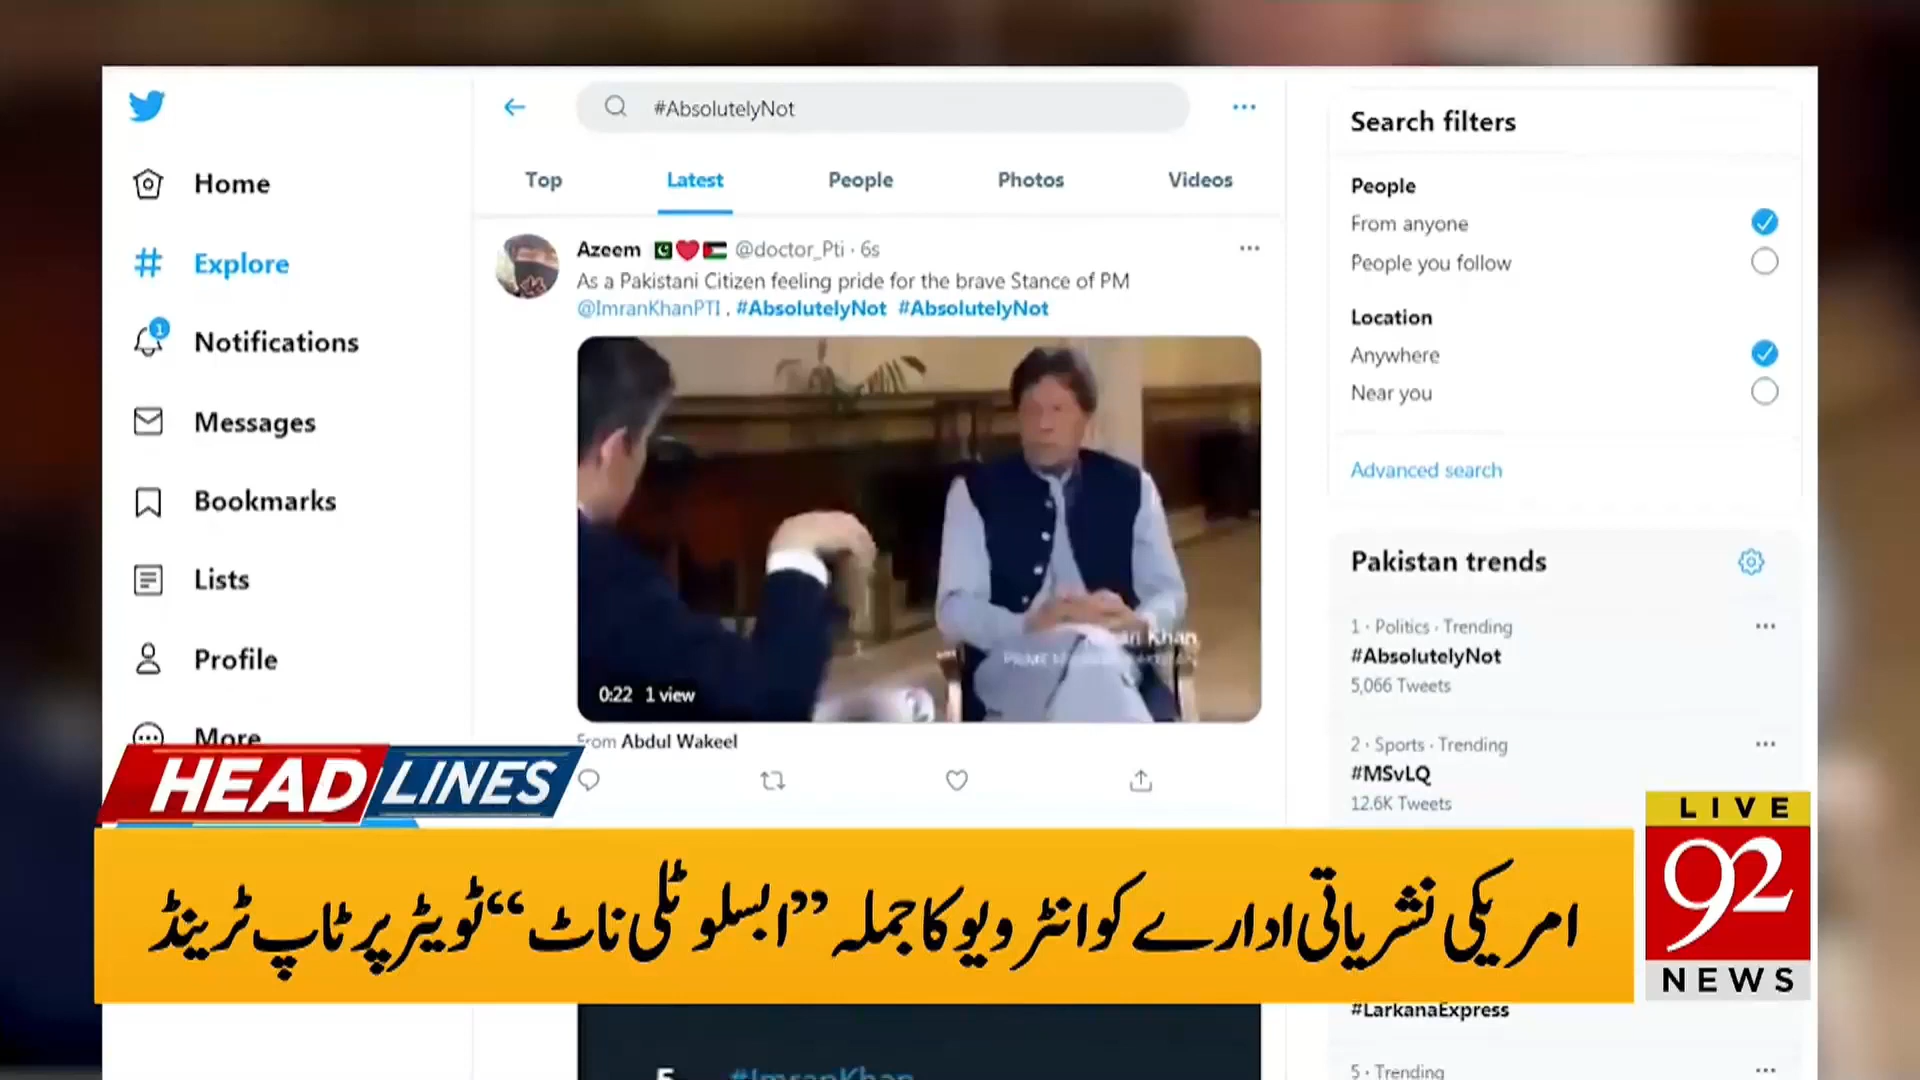 #AbsolutelyNot
Top Latest People Photos Videos
Home
Explore
1
Notifications
Messages
Bookmarks
Lists
Profile
More
Azeem @doctor_Pti · 6s
As a Pakistani Citizen feeling pride for the brave Stance of PM
@ImranKhanPTI . #AbsolutelyNot #AbsolutelyNot
Khan
0:22 1 view
From Abdul Wakeel
Search filters
People
From anyone
People you follow
Location
Anywhere
Near you
Advanced search
Pakistan trends
1 · Politics · Trending
#AbsolutelyNot
5,066 Tweets
2 · Sports · Trending
#MSvLQ
12.6K Tweets
#LarkanaExpress
5 · Trending
5 #ImranKhan
HEADLINES
امریکی نشریاتی ادارے کو انٹرویو کا جملہ ”ابسلوٹلی ناٹ“ ٹویٹر پر ٹاپ ٹرینڈ
LIVE
92
NEWS